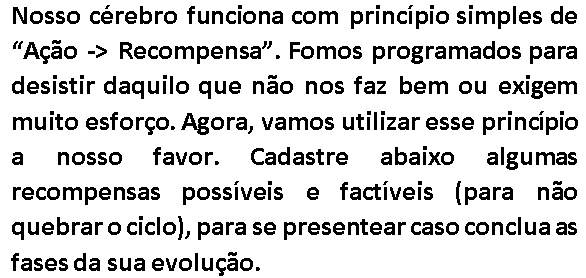 Nosso cérebro funciona com princípio simples de
“Ação -> Recompensa”. Fomos programados para
desistir daquilo que não nos faz bem ou exigem
muito esforço. Agora, vamos utilizar esse princípio
a nosso favor. Cadastre abaixo algumas
recompensas possíveis e factíveis (para não
quebrar o ciclo), para se presentear caso conclua as
fases da sua evolução.